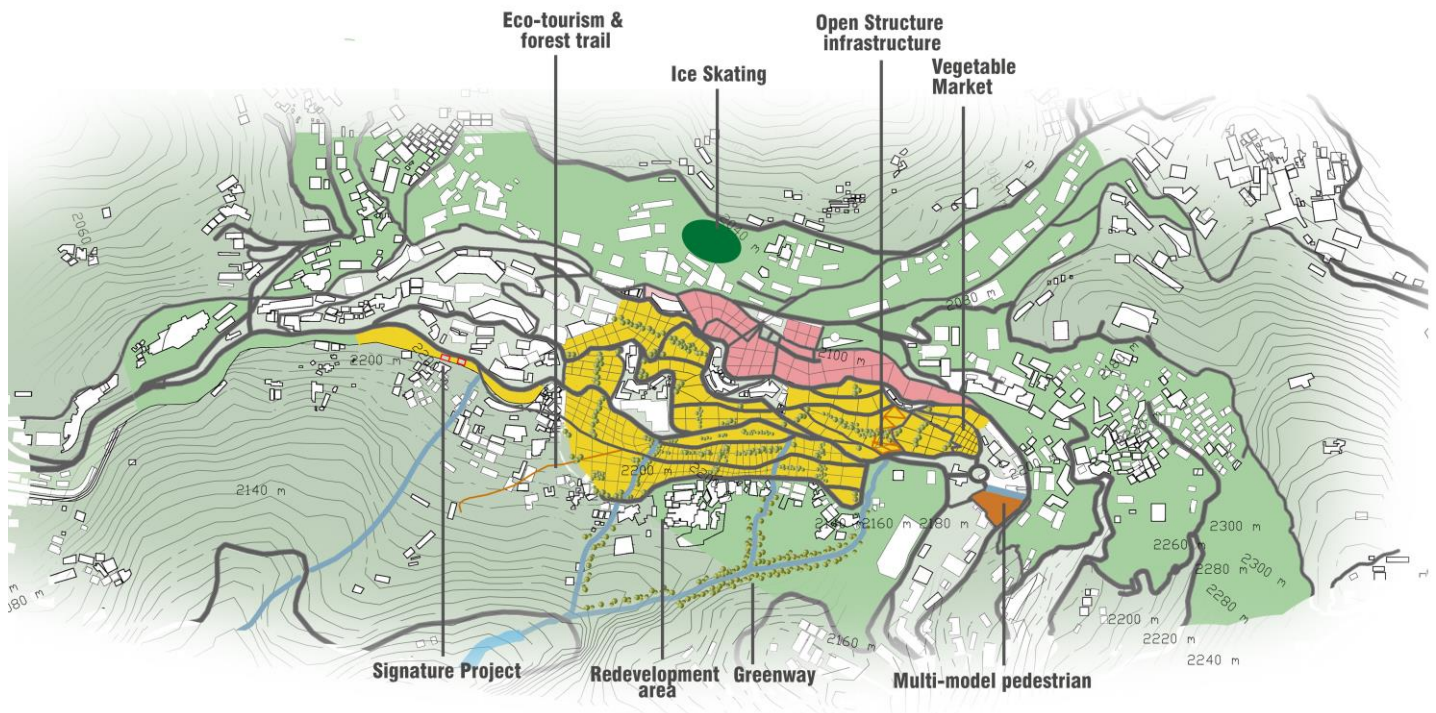 Eco-tourism &
forest trail
Open Structure
infrastructure
Ice Skating
Vegetable
Market
2060 m
2040 m
2080 m
2100 m
2200 m
2200 m
2140 m
2140 m
2160 m
2180 m
2300 m
2260 m
2280 m
2300 m
2280 m
2200 m
2220 m
2240 m
2160 m
Signature Project
Redevelopment
area
Greenway
Multi-model pedestrian